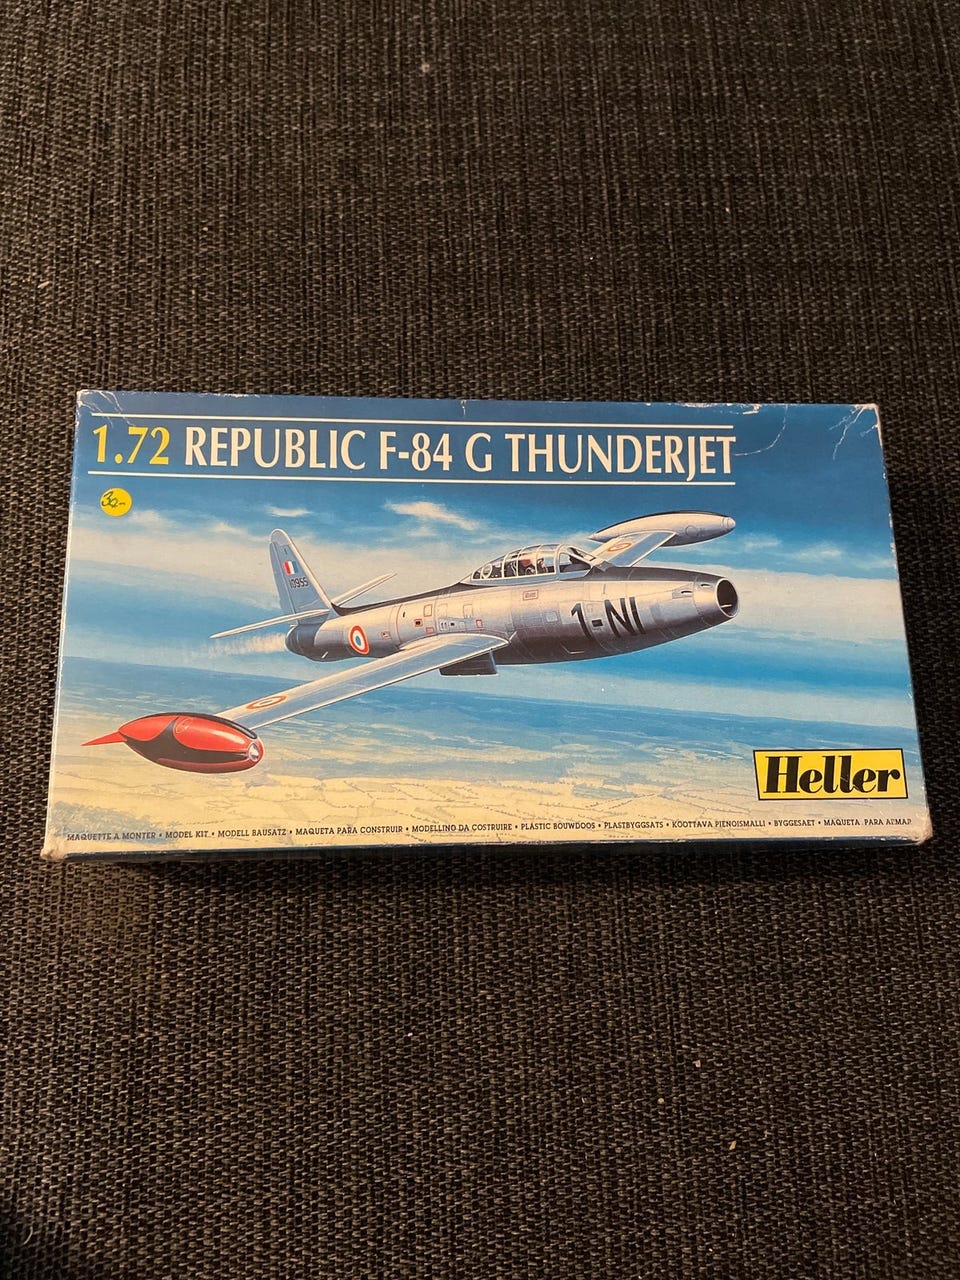 1.72 REPUBLIC F-84 G THUNDERJET
10955
1-NI
Heller
MAQUETTE A MONTER • MODEL KIT • MODELL BAUSATZ • MAQUETA PARA CONSTRUIR • MODELLINO DA COSTRUIRE • PLASTIC BOUWDOOS • PLASTBYGGSATS • KOOTTAVA PIENOISMALLI • BYGGESAET • MAQUETA PARA ARMAR